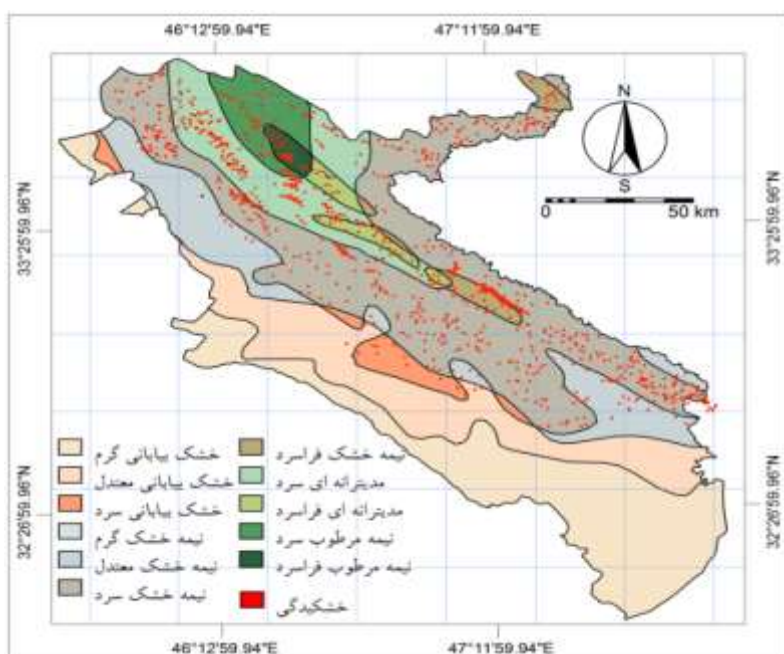 46°12'59.94"E 47°11'59.94"E
N
S
0 50 km
33°25'59.96"N
33°25'59.96"N
32°26'59.96"N
32°26'59.96"N
خشک بیابانی گرم
خشک بیابانی معتدل
خشک بیابانی سرد
نیمه خشک گرم
نیمه خشک معتدل
نیمه خشک سرد
نیمه خشک فراسرد
مدیترانه ای سرد
مدیترانه ای فراسرد
نیمه مرطوب سرد
نیمه مرطوب فراسرد
خشکیدگی
46°12'59.94"E 47°11'59.94"E